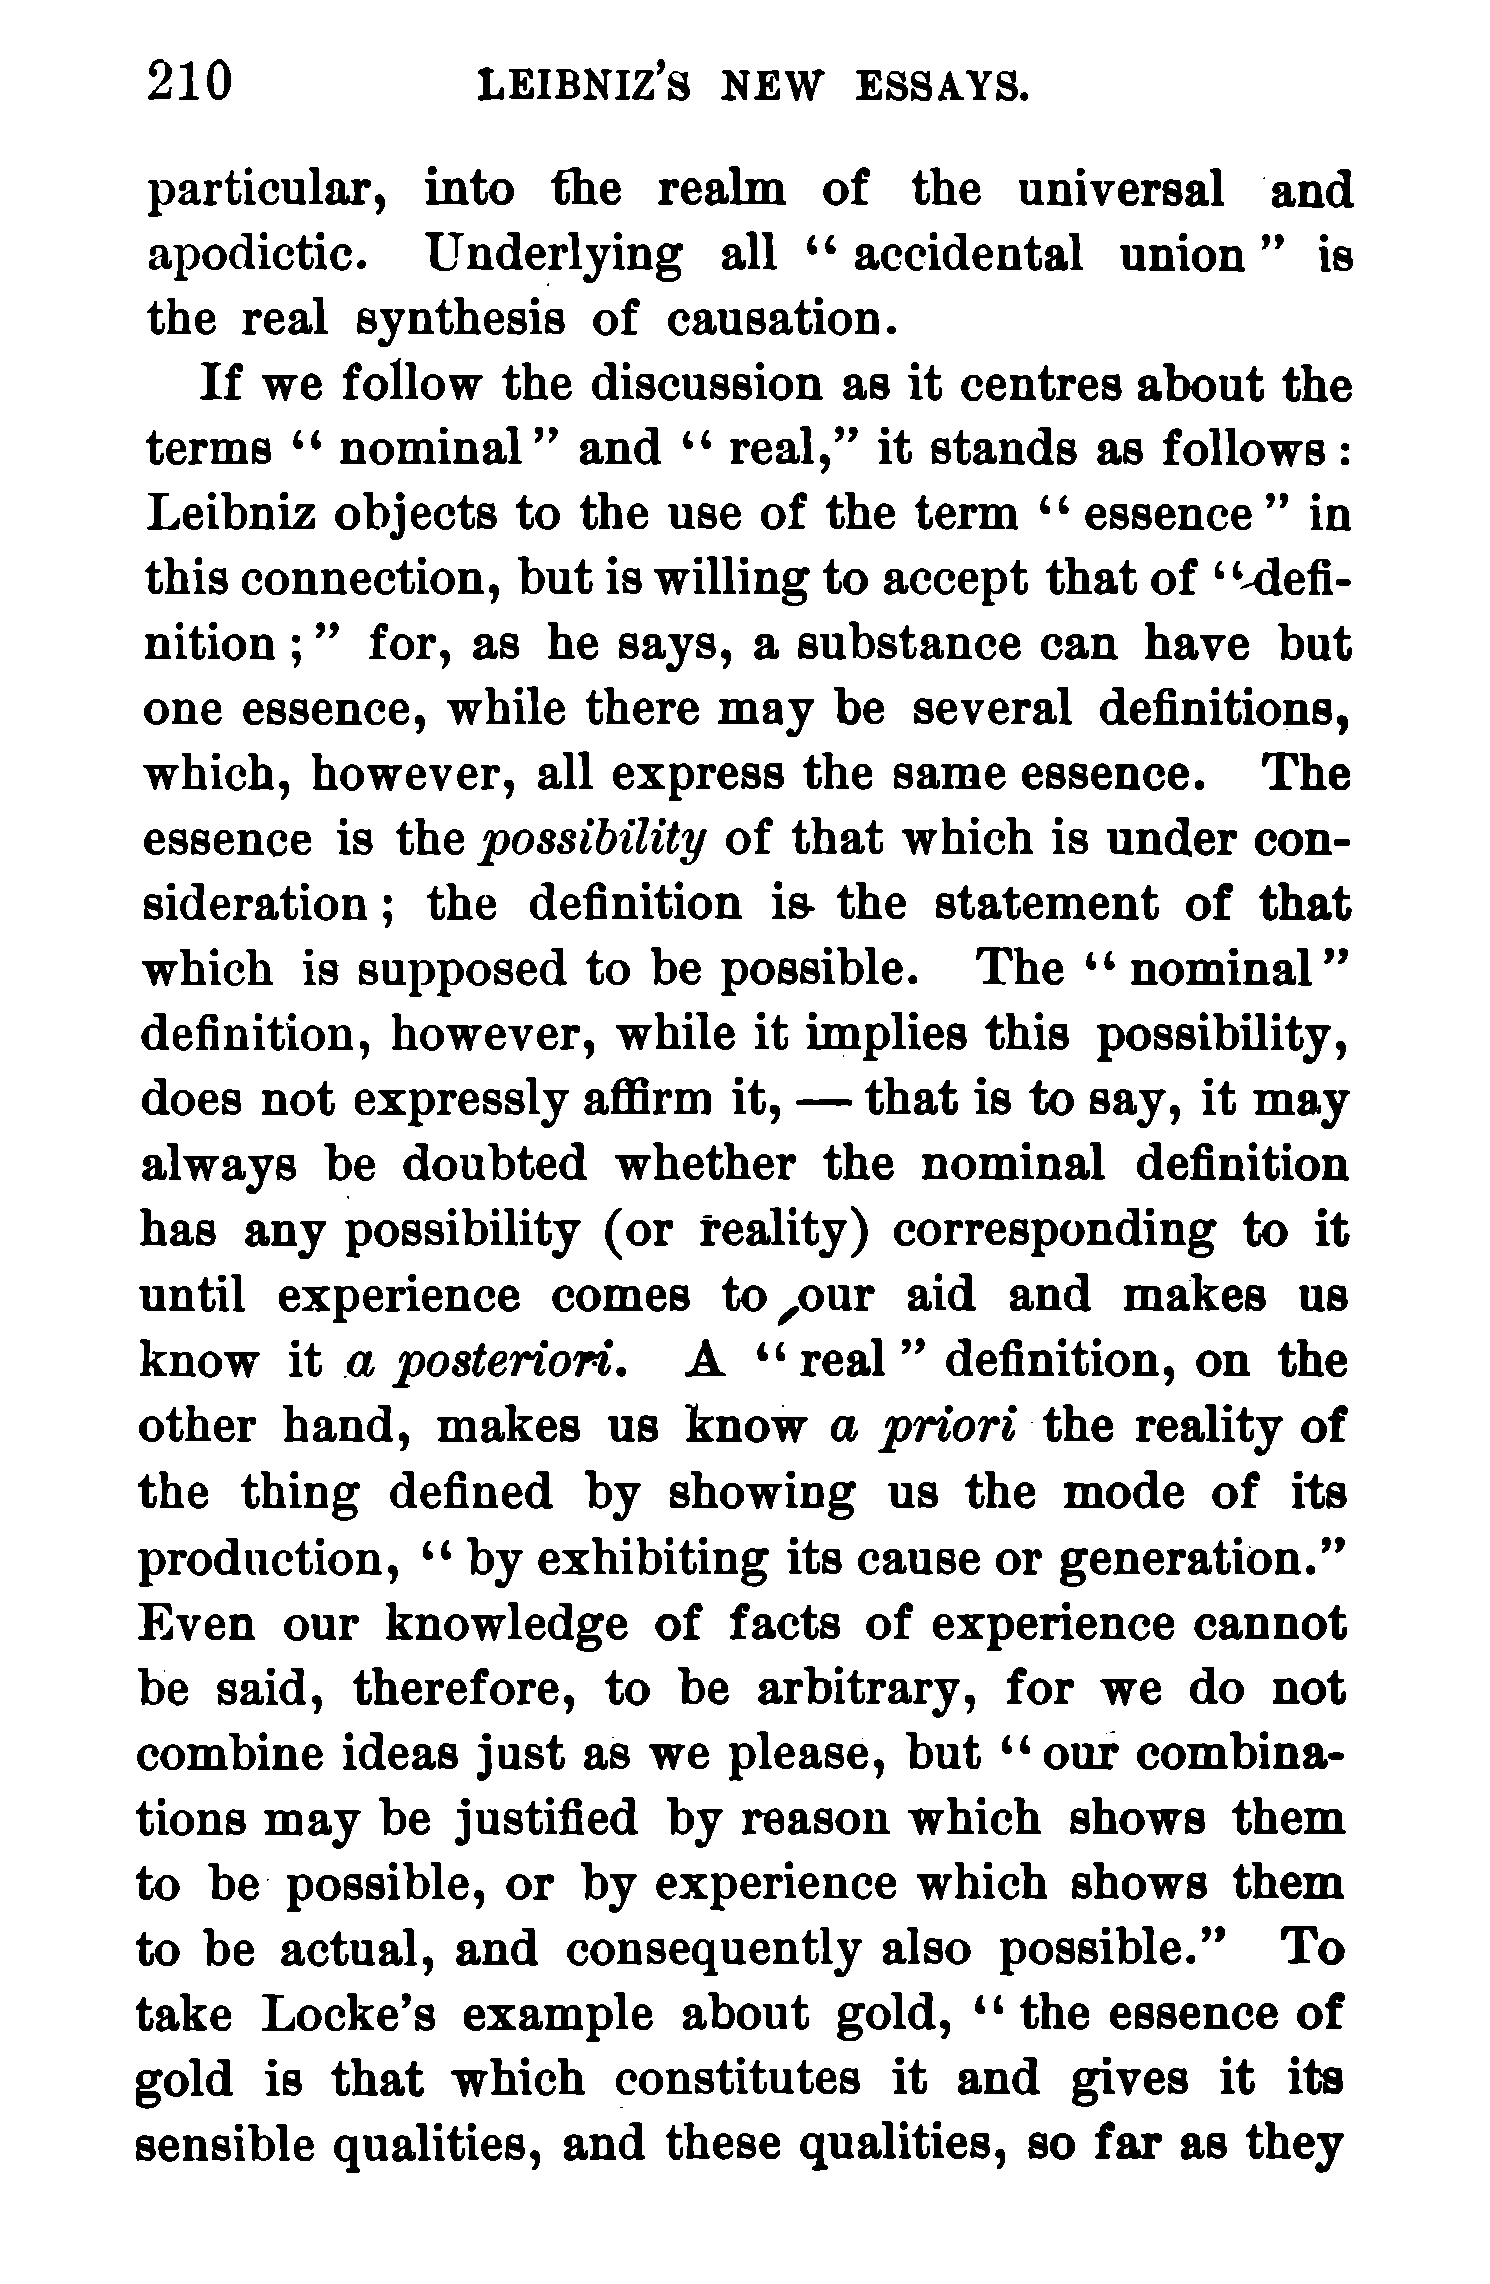 210 LEIBNIZ'S NEW ESSAYS.
particular, into the realm of the universal and
apodictic. Underlying all "accidental union" is
the real synthesis of causation.
If we follow the discussion as it centres about the
terms "nominal" and "real," it stands as follows:
Leibniz objects to the use of the term "essence" in
this connection, but is willing to accept that of "defi-
nition;" for, as he says, a substance can have but
one essence, while there may be several definitions,
which, however, all express the same essence. The
essence is the possibility of that which is under con-
sideration; the definition is the statement of that
which is supposed to be possible. The "nominal"
definition, however, while it implies this possibility,
does not expressly affirm it, — that is to say, it may
always be doubted whether the nominal definition
has any possibility (or reality) corresponding to it
until experience comes to our aid and makes us
know it a posteriori. A "real" definition, on the
other hand, makes us know a priori the reality of
the thing defined by showing us the mode of its
production, "by exhibiting its cause or generation."
Even our knowledge of facts of experience cannot
be said, therefore, to be arbitrary, for we do not
combine ideas just as we please, but "our combina-
tions may be justified by reason which shows them
to be possible, or by experience which shows them
to be actual, and consequently also possible." To
take Locke's example about gold, "the essence of
gold is that which constitutes it and gives it its
sensible qualities, and these qualities, so far as they